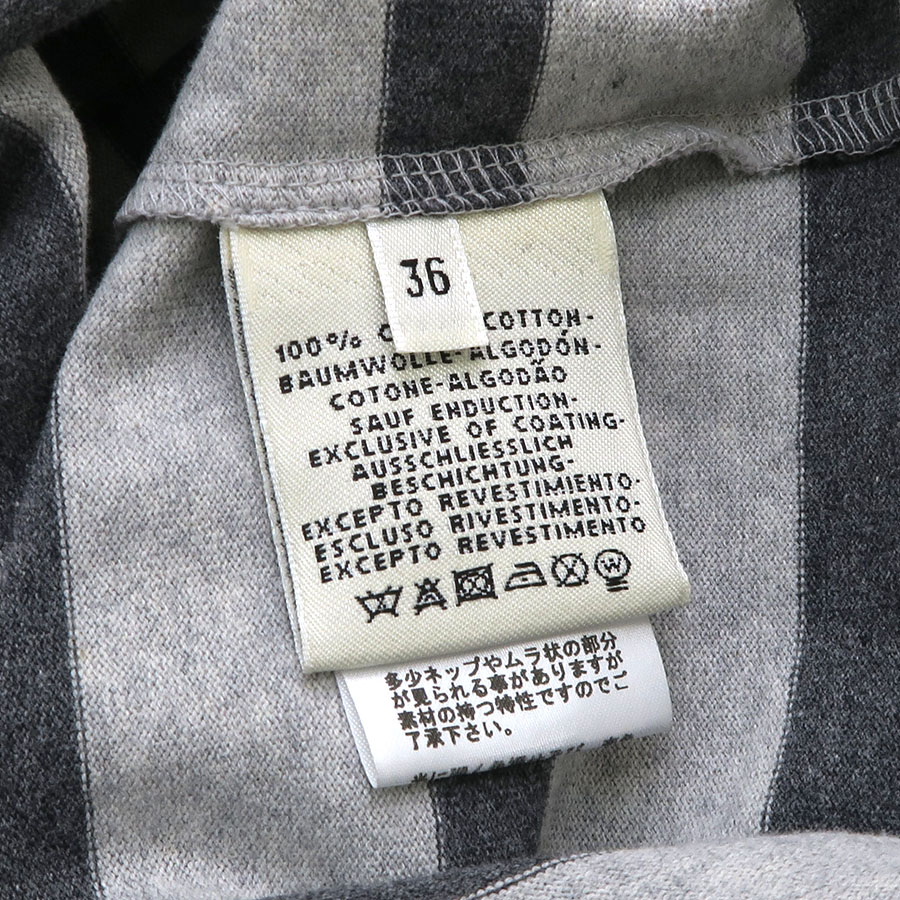 36
100% COTTON-
BAUMWOLLE-ALGODÓN-
COTONE-ALGODÃO
SAUF ENDUCTION-
EXCLUSIVE OF COATING-
AUSSCHLIESSLICH
BESCHICHTUNG-
EXCEPTO REVESTIMIENTO-
ESCLUSO RIVESTIMENTO-
EXCEPTO REVESTIMENTO
W
多少ネップやムラ状の部分
が見られる事がありますが
素材の持つ特性ですのでご
了承下さい。